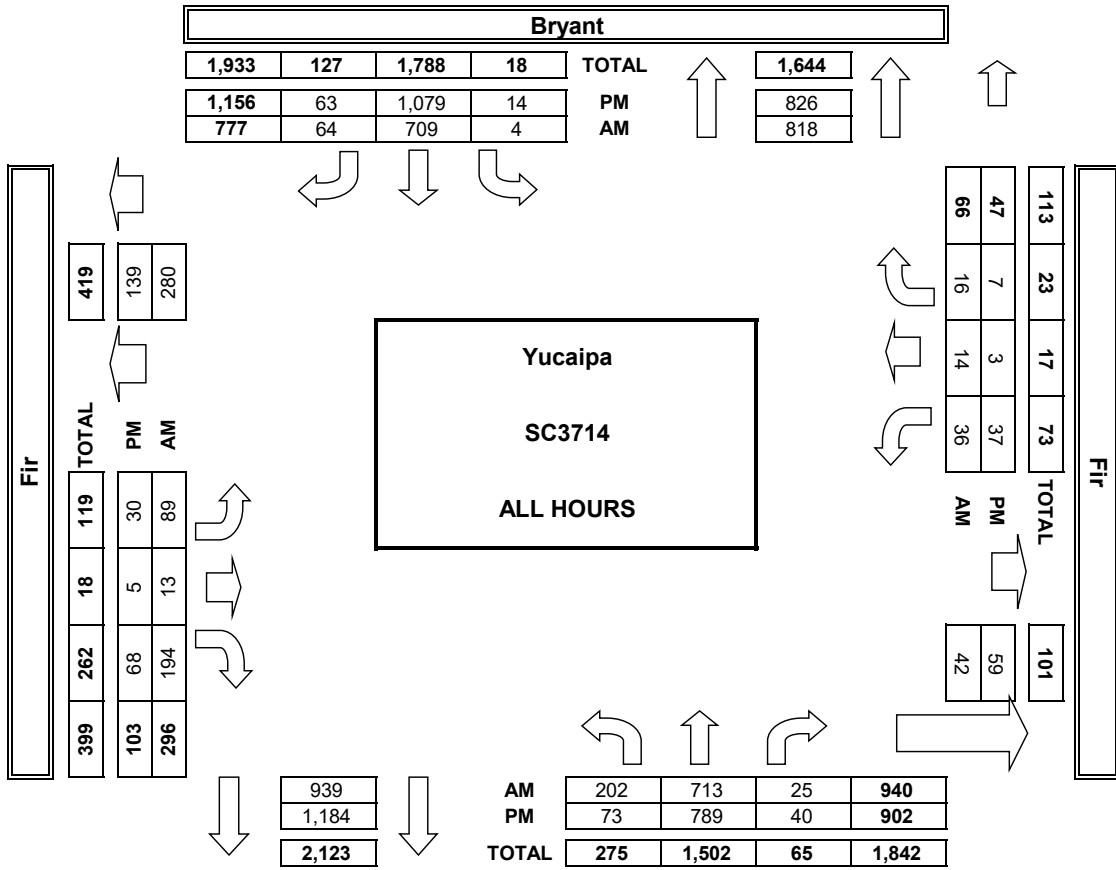 Bryant
1,933 127 1,788 18 TOTAL 1,644
1,156 63 1,079 14 PM 826
777 64 709 4 AM 818
Fir
419 139 280
TOTAL PM AM
119 30 89
18 5 13
262 68 194
399 103 296
Yucaipa
SC3714
ALL HOURS
66 47 113
16 7 23
14 3 17
36 37 73
AM PM TOTAL
42 59 101
Fir
939 AM 202 713 25 940
1,184 PM 73 789 40 902
2,123 TOTAL 275 1,502 65 1,842